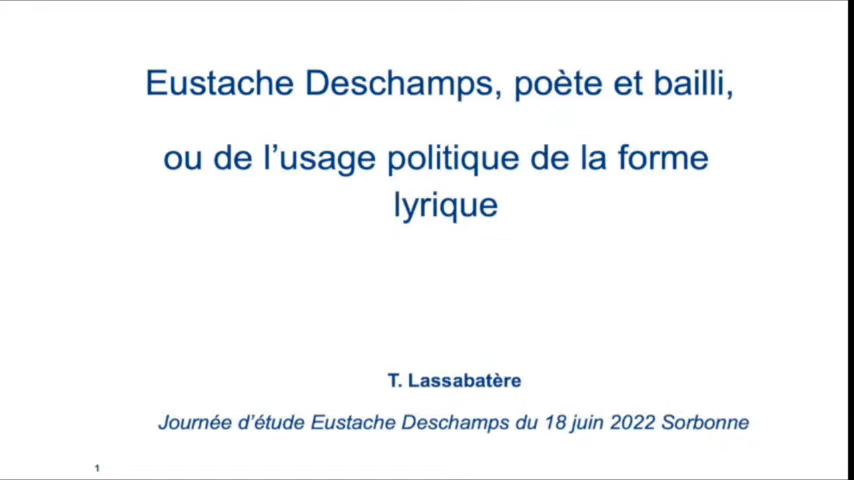 Eustache Deschamps, poète et bailli,
ou de l’usage politique de la forme
lyrique
T. Lassabatère
Journée d’étude Eustache Deschamps du 18 juin 2022 Sorbonne
1